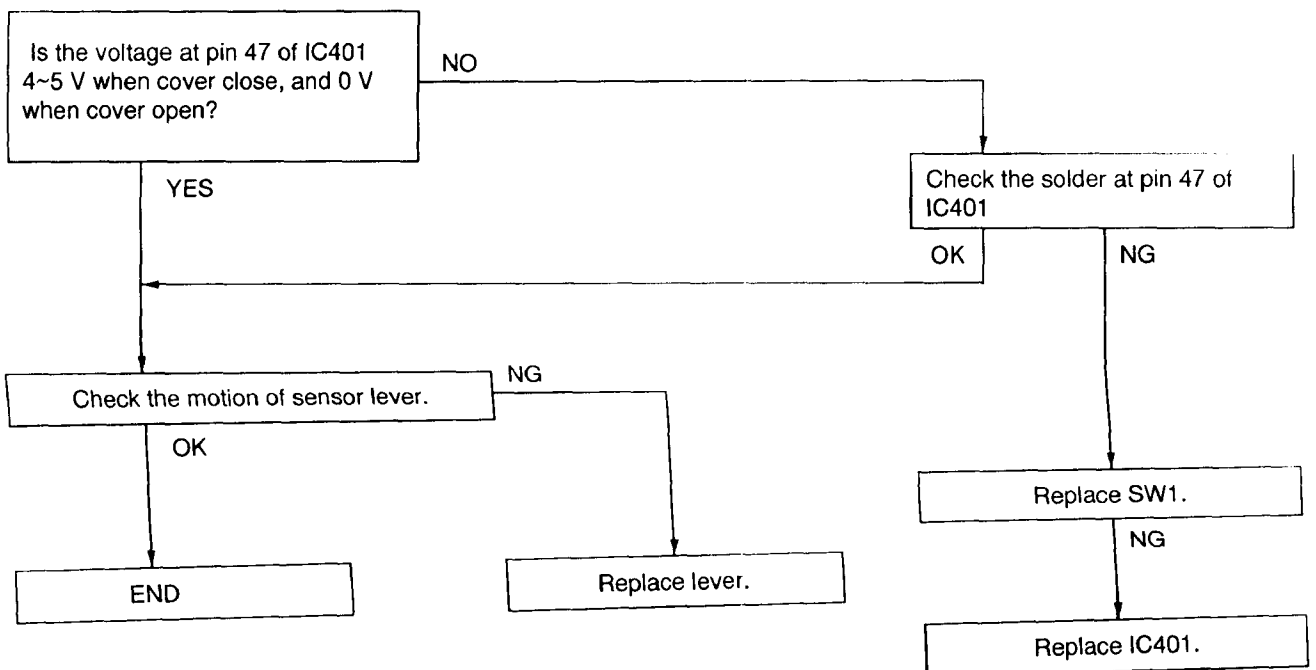 Is the voltage at pin 47 of IC401
4~5 V when cover close, and 0 V
when cover open?
NO
YES
Check the solder at pin 47 of
IC401
OK
NG
Check the motion of sensor lever.
NG
OK
Replace SW1.
NG
END
Replace lever.
Replace IC401.